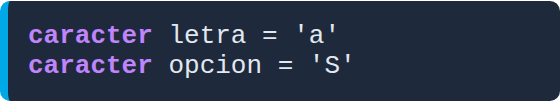 caracter letra = 'a'
caracter opcion = 'S'